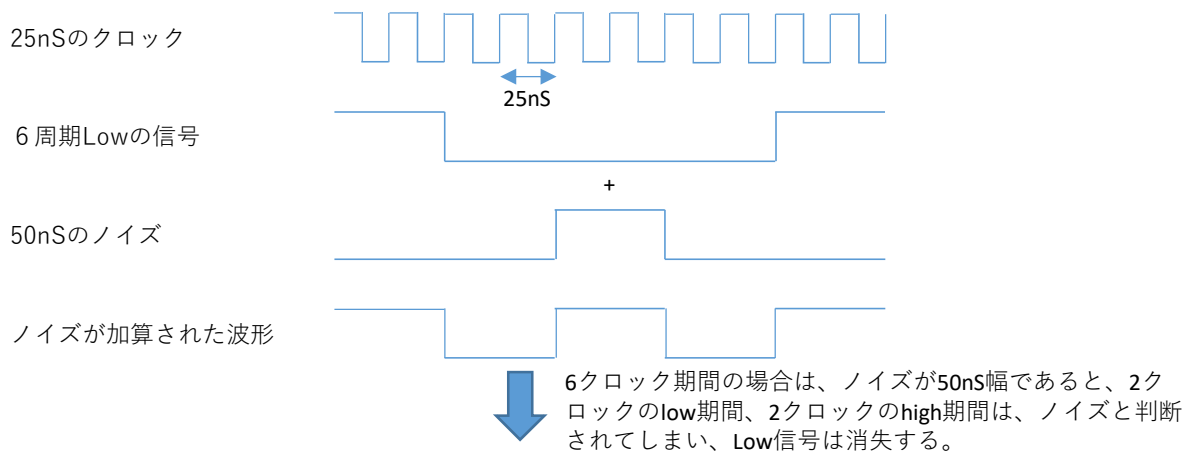 25nSのクロック
25nS
６周期Lowの信号
+
50nSのノイズ
ノイズが加算された波形
6クロック期間の場合は、ノイズが50nS幅であると、2ク
ロックのlow期間、2クロックのhigh期間は、ノイズと判断
されてしまい、Low信号は消失する。